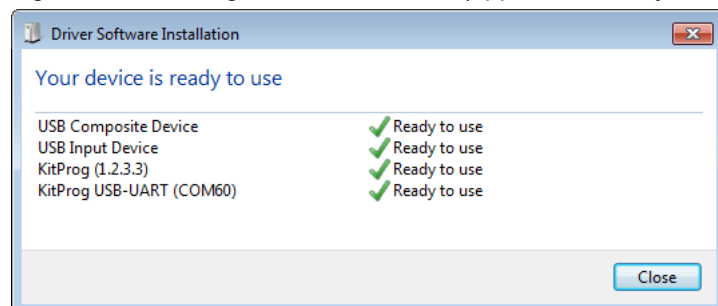 Driver Software Installation
Your device is ready to use
USB Composite Device Ready to use
USB Input Device Ready to use
KitProg (1.2.3.3) Ready to use
KitProg USB-UART (COM60) Ready to use
Close